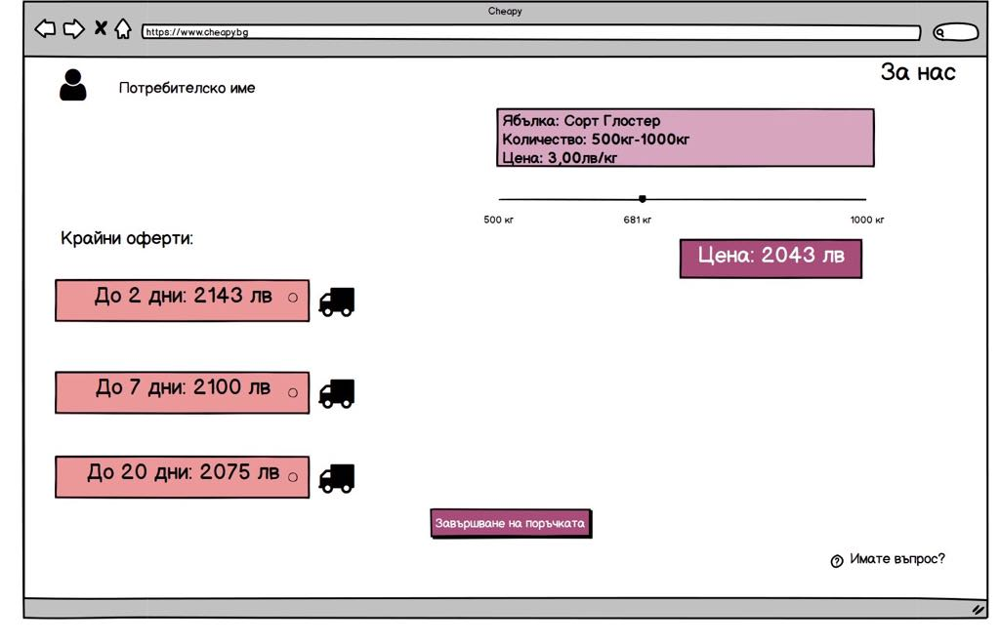 Cheapy
https://www.cheapy.bg
За нас
Потребителско име
Ябълка: Сорт Глостер
Количество: 500кг-1000кг
Цена: 3,00лв/кг
500 кг
681 кг
1000 кг
Цена: 2043 лв
Крайни оферти:
До 2 дни: 2143 лв
До 7 дни: 2100 лв
До 20 дни: 2075 лв
Завършване на поръчката
? Имате въпрос?